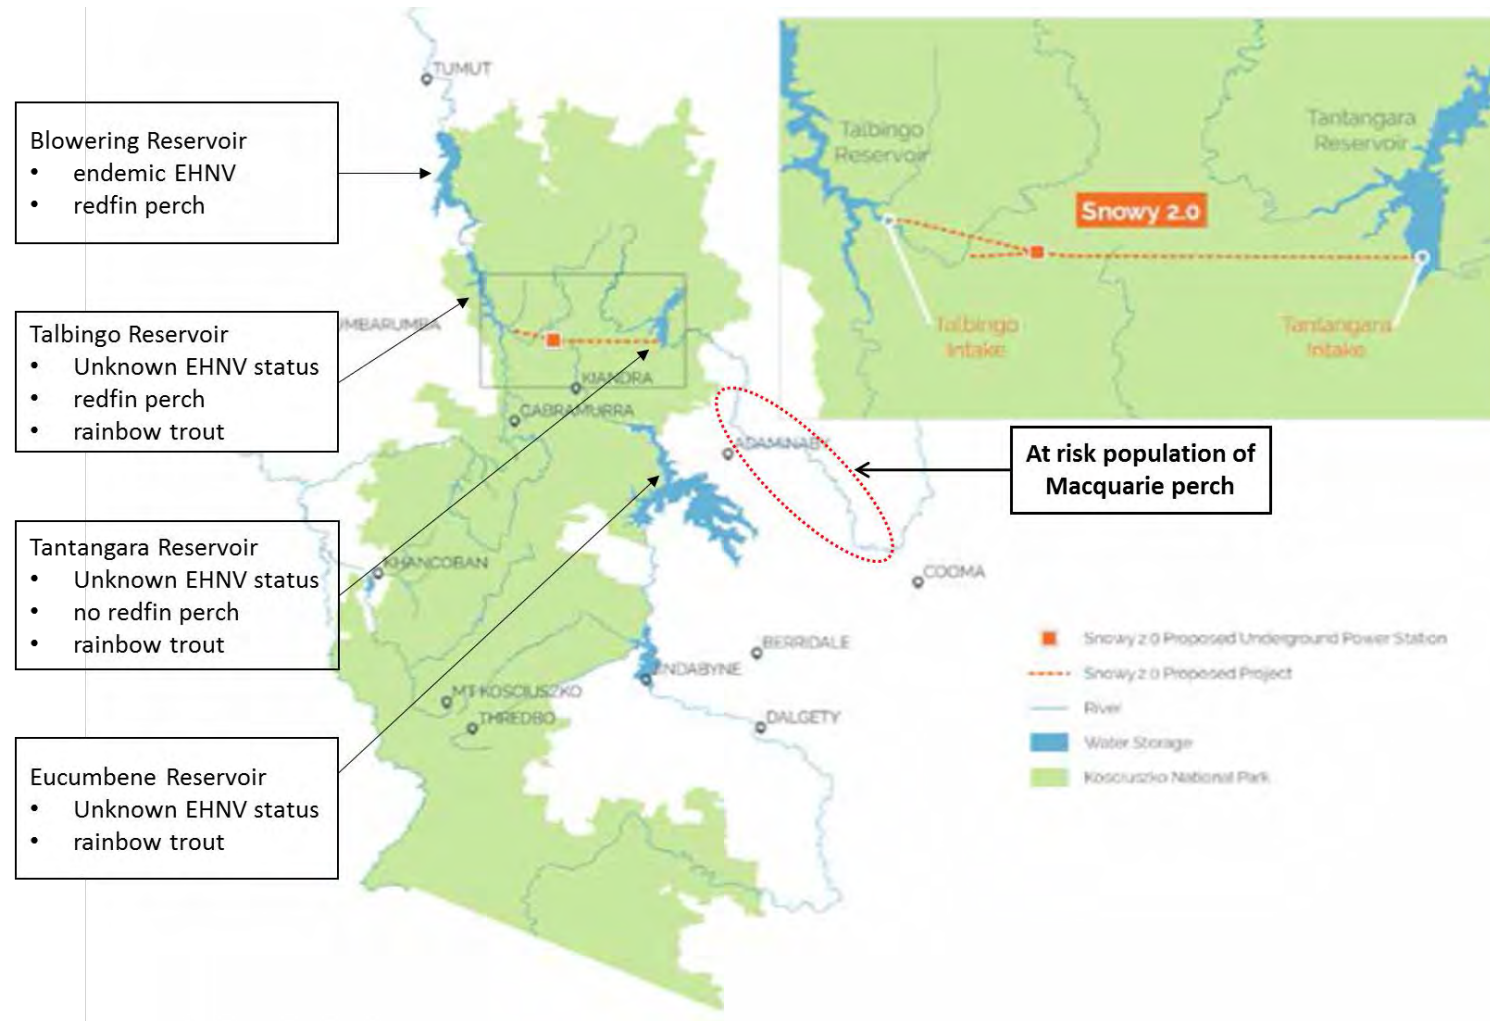 TUMUT
Blowering Reservoir
• endemic EHNV
• redfin perch
Talbingo Reservoir
• Unknown EHNV status
• redfin perch
• rainbow trout
Tantangara Reservoir
• Unknown EHNV status
• no redfin perch
• rainbow trout
Eucumbene Reservoir
• Unknown EHNV status
• rainbow trout
UMBARUMBA
KIANDRA
CABRAMURRA
ADAMINABY
KHANCOBAN
COOMA
BERRIDALE
ENDABYNE
MT KOSCIUSZKO
THREDBO
DALGETY
Talbingo
Reservoir
Tantangara
Reservoir
Snowy 2.0
Talbingo
Intake
Tantangara
Intake
At risk population of
Macquarie perch
Snowy 2.0 Proposed Underground Power Station
Snowy 2.0 Proposed Project
River
Water Storage
Kosciuszko National Park